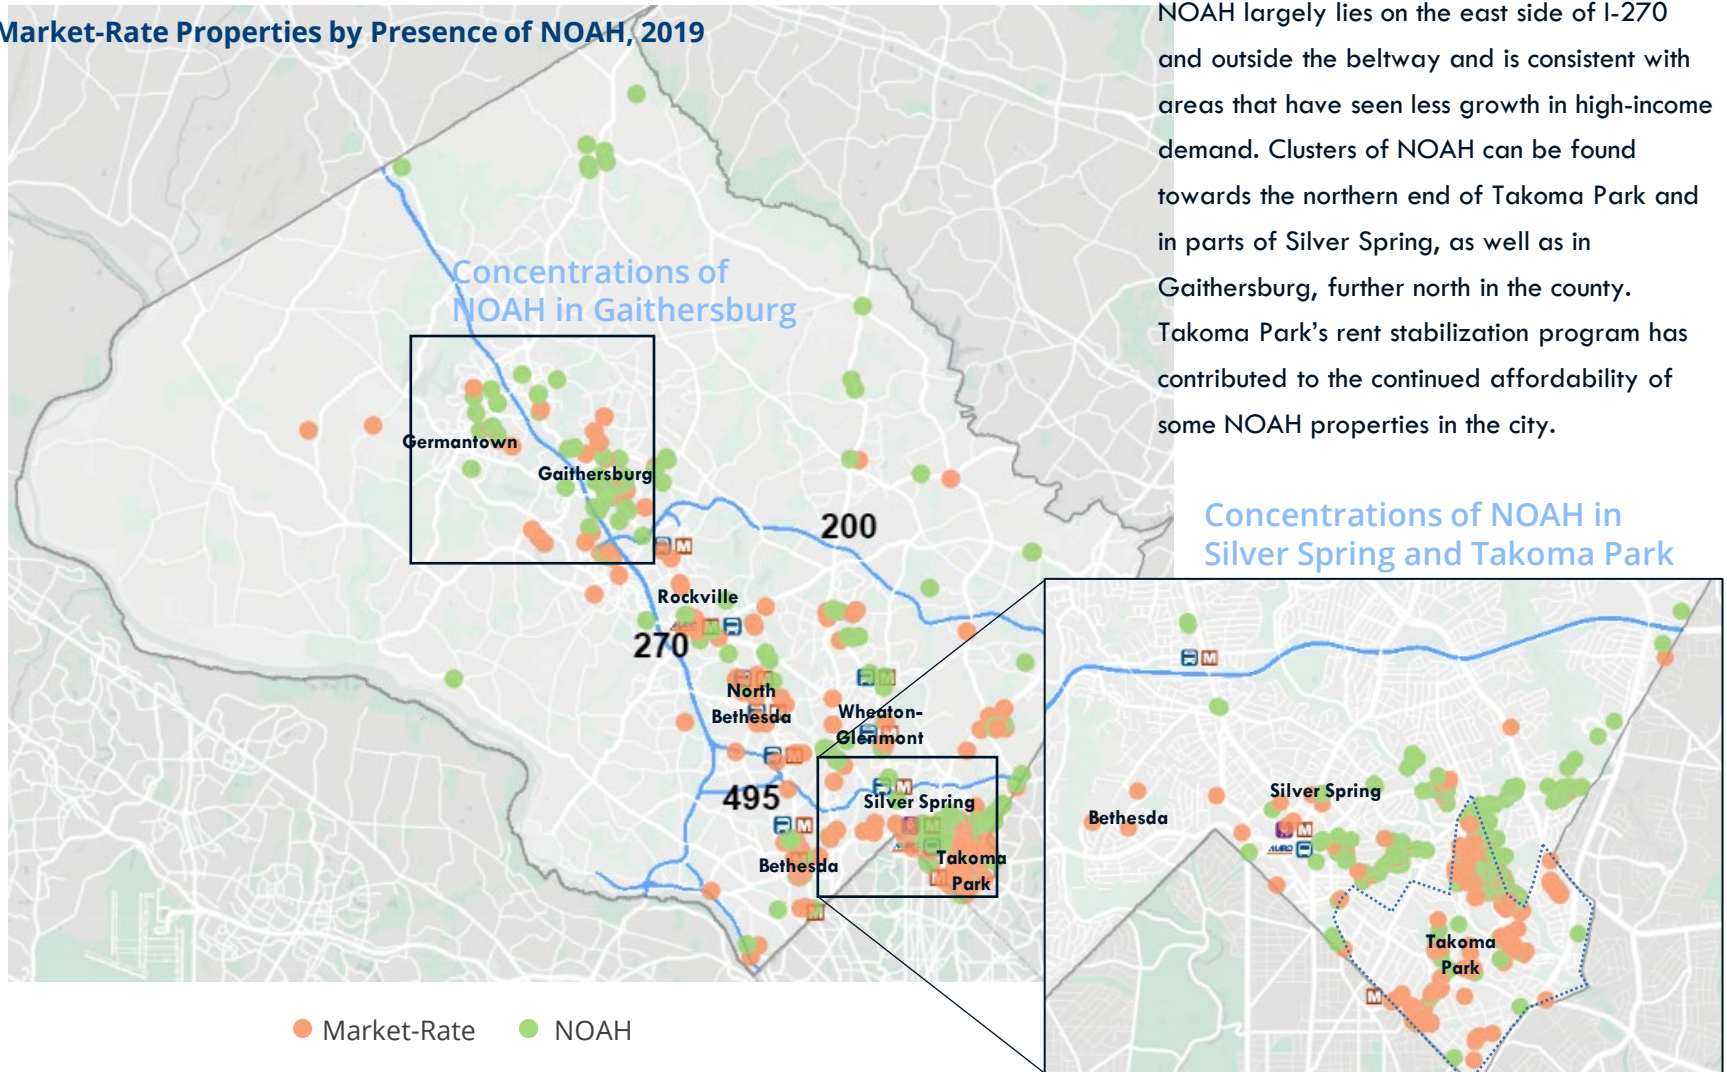 Market-Rate Properties by Presence of NOAH, 2019
NOAH largely lies on the east side of I-270
and outside the beltway and is consistent with
areas that have seen less growth in high-income
demand. Clusters of NOAH can be found
towards the northern end of Takoma Park and
in parts of Silver Spring, as well as in
Gaithersburg, further north in the county.
Takoma Park’s rent stabilization program has
contributed to the continued affordability of
some NOAH properties in the city.
Concentrations of
NOAH in Gaithersburg
Germantown
Gaithersburg
200
M
Rockville
M
270
M
North
Bethesda
M
Wheaton-
Glenmont
M
M
495
M
Silver Spring
M
M
Bethesda
Takoma
Park
M
M
Concentrations of NOAH in
Silver Spring and Takoma Park
M
Silver Spring
Bethesda
M
Takoma
Park
M
Market-Rate
NOAH